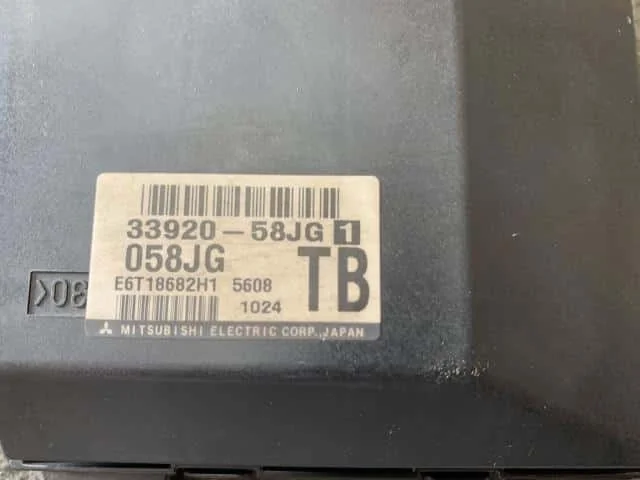 33920-58JG 1
058JG
TB
E6T18682H1 5608
1024
MITSUBISHI ELECTRIC CORP., JAPAN